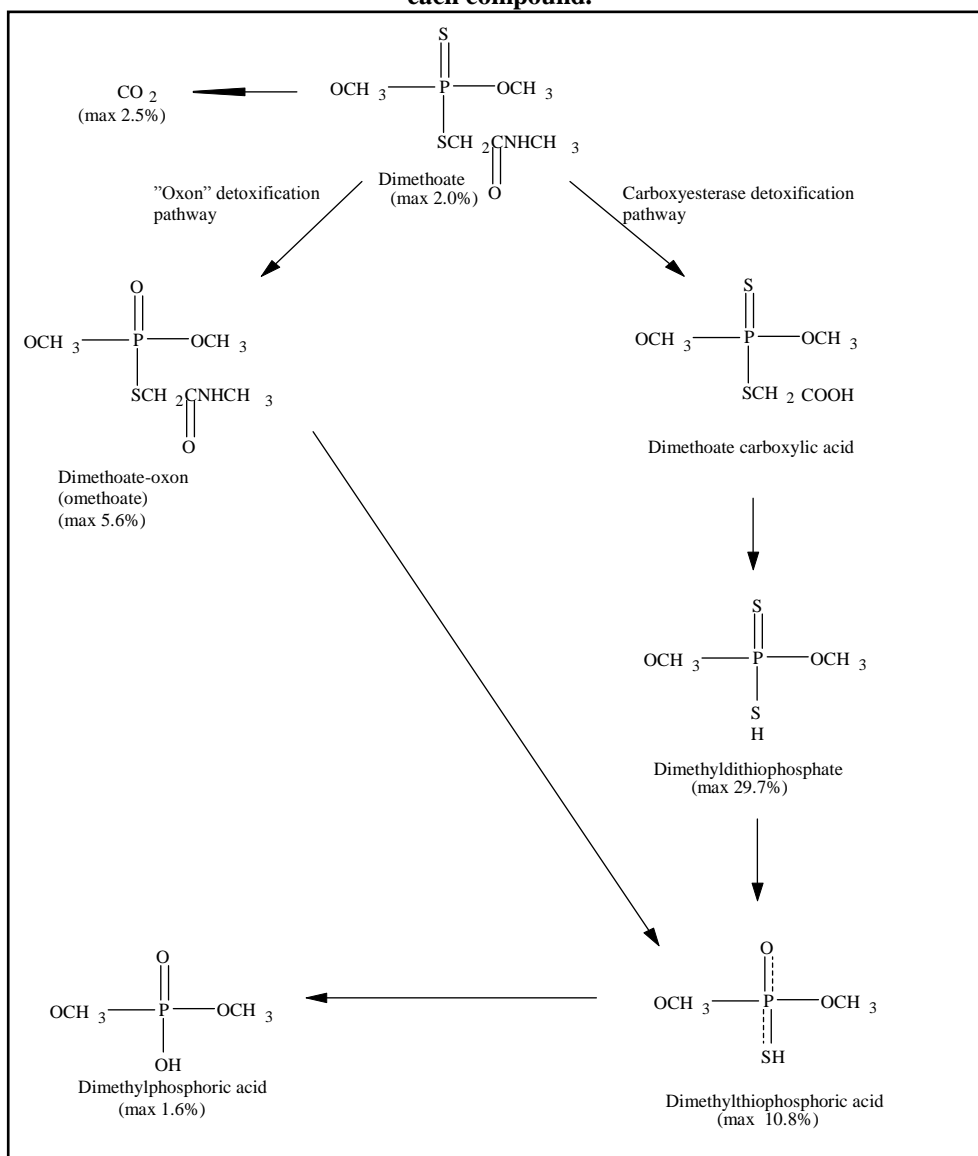 each compound.
S
CO 2
(max 2.5%)
OCH 3 P OCH 3
SCH 2CNHCH 3
O
Dimethoate
(max 2.0%)
”Oxon” detoxification
pathway
Carboxyesterase detoxification
pathway
O
OCH 3 P OCH 3
SCH 2CNHCH 3
O
Dimethoate-oxon
(omethoate)
(max 5.6%)
S
OCH 3 P OCH 3
SCH 2 COOH
Dimethoate carboxylic acid
S
OCH 3 P OCH 3
S
H
Dimethyldithiophosphate
(max 29.7%)
O
OCH 3 P OCH 3
OH
Dimethylphosphoric acid
(max 1.6%)
O
OCH 3 P OCH 3
SH
Dimethylthiophosphoric acid
(max 10.8%)